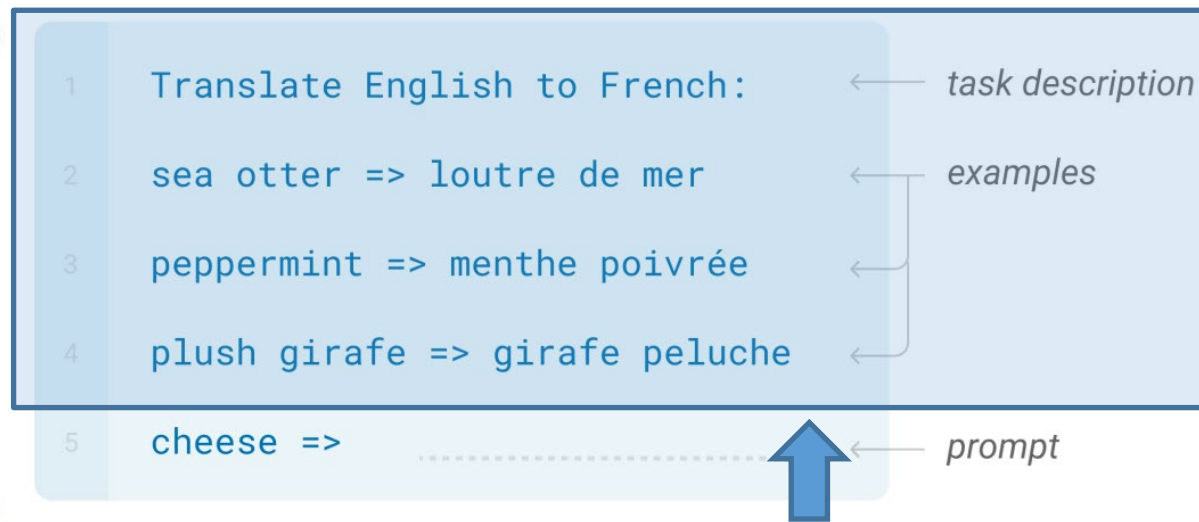 1 Translate English to French: task description
2 sea otter => loutre de mer examples
3 peppermint => menthe poivrée
4 plush girafe => girafe peluche
5 cheese => prompt